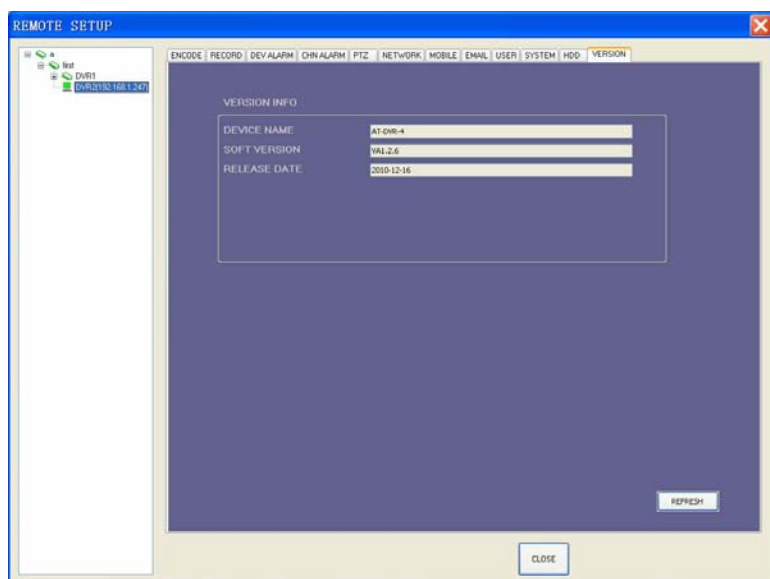 REMOTE SETUP
a
first
DVR1
DVR2(192.168.1.247)
ENCODE RECORD DEV ALARM CHN ALARM PTZ NETWORK MOBILE EMAIL USER SYSTEM HDD VERSION
VERSION INFO
DEVICE NAME AT-DVR-4
SOFT VERSION VA1.2.6
RELEASE DATE 2010-12-16
REFRESH
CLOSE